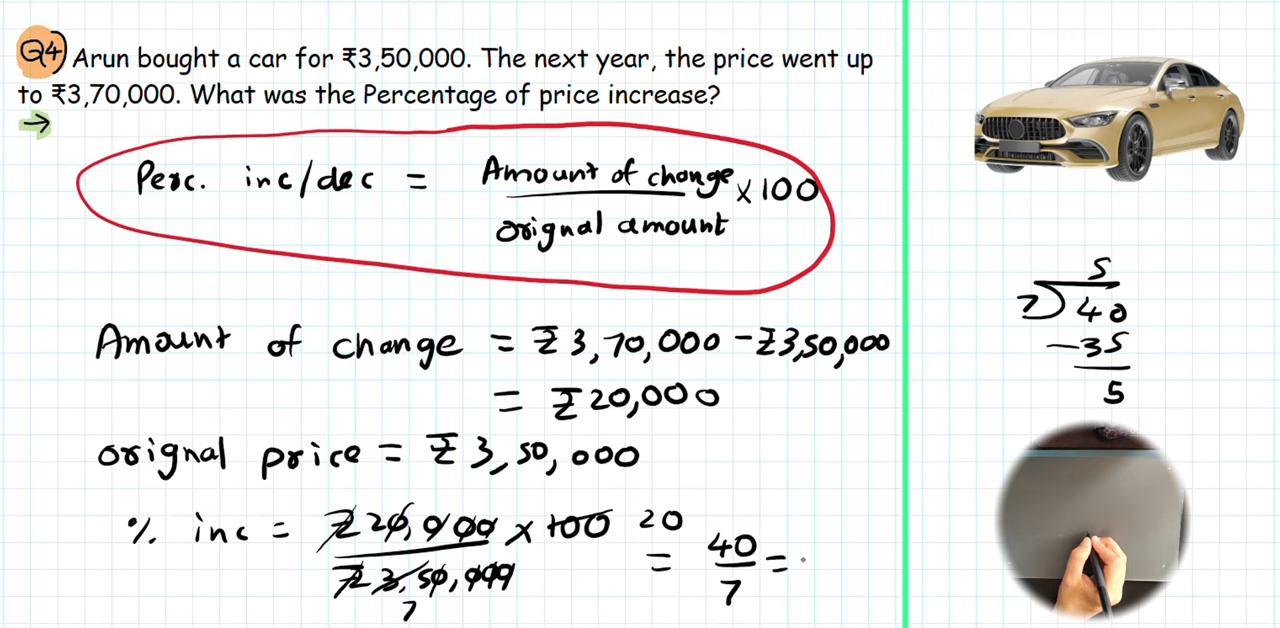 Q4) Arun bought a car for ₹3,50,000. The next year, the price went up
to ₹3,70,000. What was the Percentage of price increase?
→
Perc. inc/dec = Amount of change
orignal amount × 100
Amount of change = ₹3,70,000 - ₹3,50,000
= ₹20,000
orignal price = ₹3,50,000
% inc = ₹20,000 × 100 20
₹3,50,000
7
= 40
7 =
5
7)40
-35
5